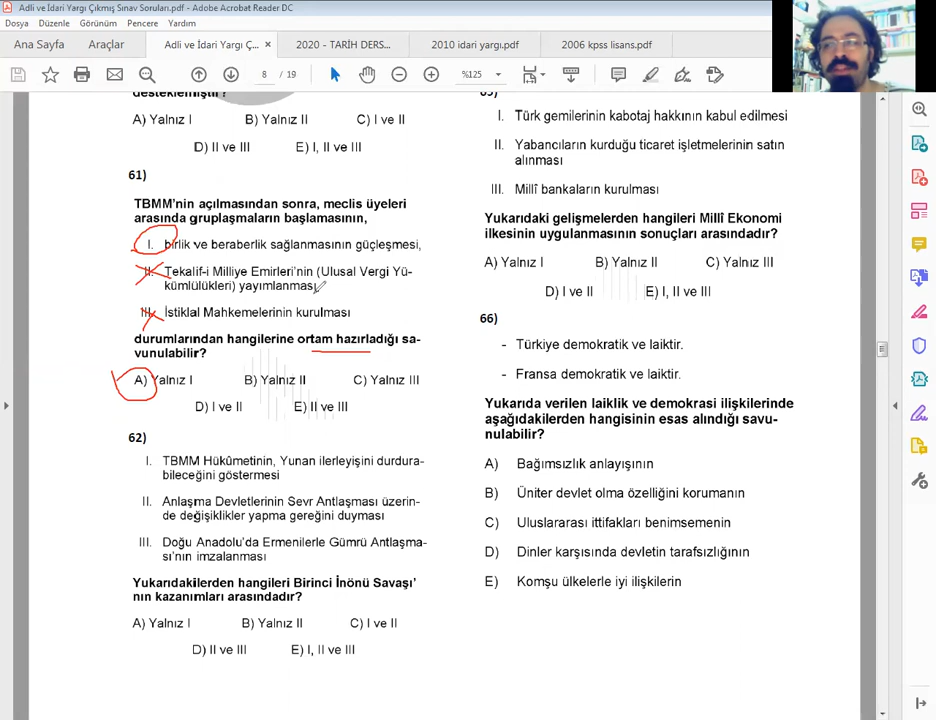 Adli ve İdari Yargı Çıkmış Sınav Soruları.pdf - Adobe Acrobat Reader DC
Dosya Düzenle Görünüm Pencere Yardım
Ana Sayfa Araçlar Adli ve İdari Yargı Ç... × 2020 - TARİH DERS... 2010 idari yargı.pdf 2006 kpss lisans.pdf
8 / 19 %125
desteklemiştir?
A) Yalnız I B) Yalnız II C) I ve II
D) II ve III E) I, II ve III
61)
TBMM’nin açılmasından sonra, meclis üyeleri
arasında gruplaşmaların başlamasının,
I. birlik ve beraberlik sağlanmasının güçleşmesi,
II. Tekalif-i Milliye Emirleri’nin (Ulusal Vergi Yü-
kümlülükleri) yayımlanması,
III. İstiklal Mahkemelerinin kurulması
durumlarından hangilerine ortam hazırladığı sa-
vunulabilir?
A) Yalnız I B) Yalnız II C) Yalnız III
D) I ve II E) II ve III
62)
I. TBMM Hükûmetinin, Yunan ilerleyişini durdura-
bileceğini göstermesi
II. Anlaşma Devletlerinin Sevr Antlaşması üzerin-
de değişiklikler yapma gereğini duyması
III. Doğu Anadolu’da Ermenilerle Gümrü Antlaşma-
sı’nın imzalanması
Yukarıdakilerden hangileri Birinci İnönü Savaşı’
nın kazanımları arasındadır?
A) Yalnız I B) Yalnız II C) I ve II
D) II ve III E) I, II ve III
65)
I. Türk gemilerinin kabotaj hakkının kabul edilmesi
II. Yabancıların kurduğu ticaret işletmelerinin satın
alınması
III. Millî bankaların kurulması
Yukarıdaki gelişmelerden hangileri Millî Ekonomi
ilkesinin uygulanmasının sonuçları arasındadır?
A) Yalnız I B) Yalnız II C) Yalnız III
D) I ve II E) I, II ve III
66)
- Türkiye demokratik ve laiktir.
- Fransa demokratik ve laiktir.
Yukarıda verilen laiklik ve demokrasi ilişkilerinde
aşağıdakilerden hangisinin esas alındığı savu-
nulabilir?
A) Bağımsızlık anlayışının
B) Üniter devlet olma özelliğini korumanın
C) Uluslararası ittifakları benimsemenin
D) Dinler karşısında devletin tarafsızlığının
E) Komşu ülkelerle iyi ilişkilerin